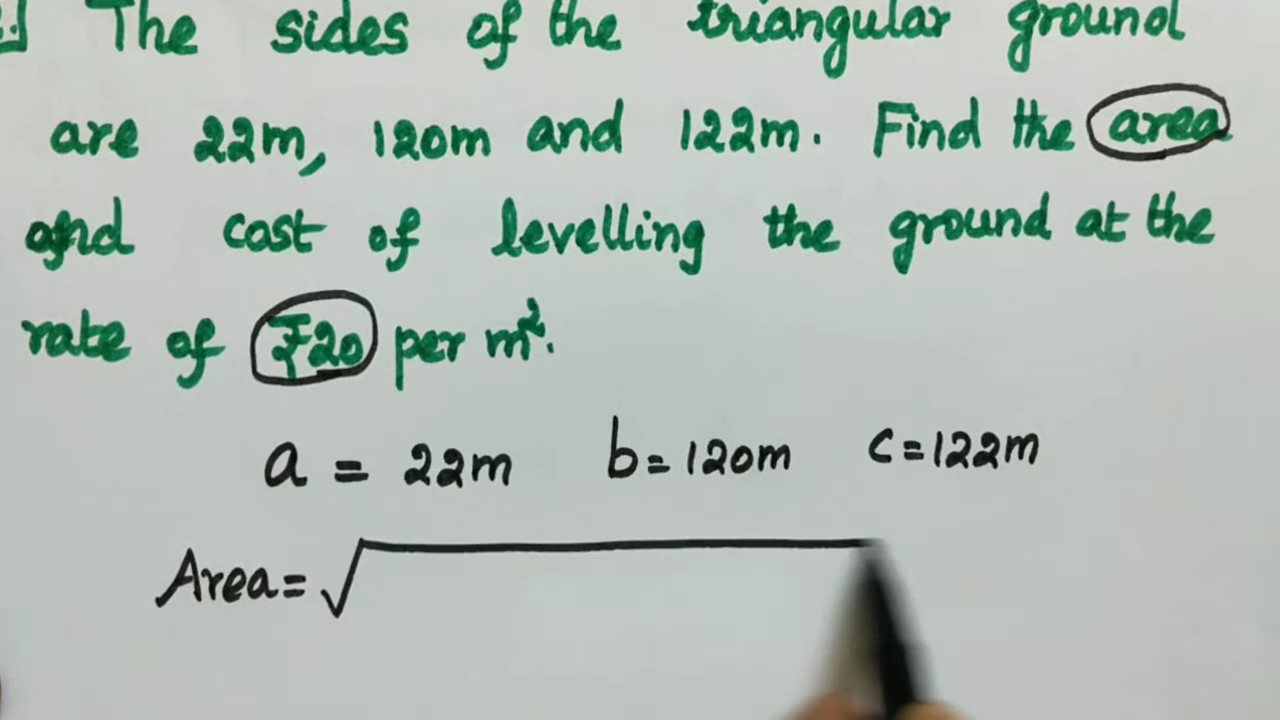 The sides of the triangular ground
are 22m, 120m and 122m. Find the area
and cost of levelling the ground at the
rate of ₹20 per m².
a = 22m b=120m c=122m
Area=√